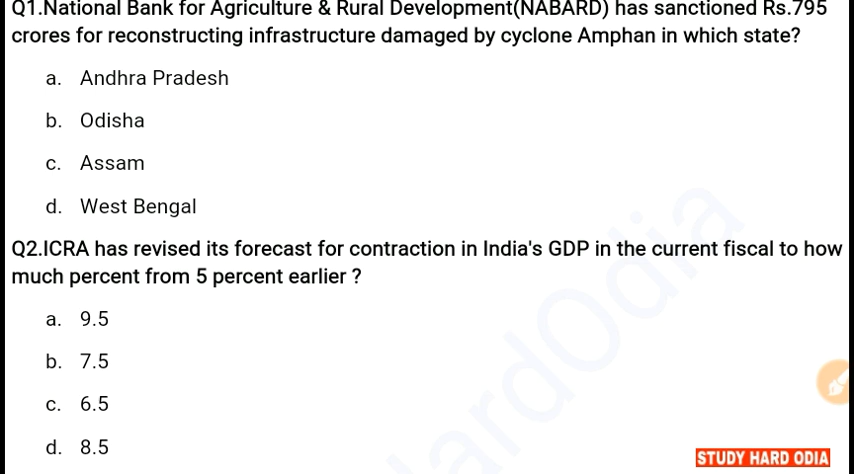 Q1.National Bank for Agriculture & Rural Development(NABARD) has sanctioned Rs.795
crores for reconstructing infrastructure damaged by cyclone Amphan in which state?
a. Andhra Pradesh
b. Odisha
c. Assam
d. West Bengal
Q2.ICRA has revised its forecast for contraction in India's GDP in the current fiscal to how
much percent from 5 percent earlier ?
a. 9.5
b. 7.5
c. 6.5
d. 8.5
ardOdia
STUDY HARD ODIA